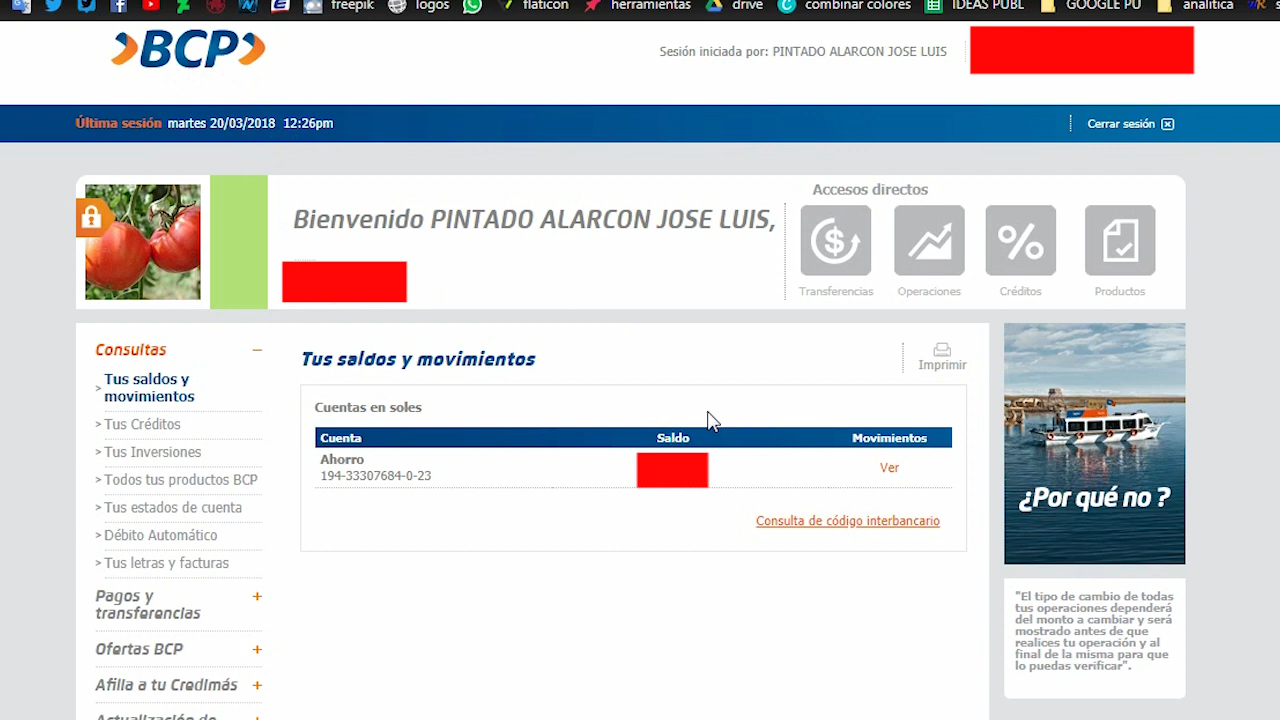 freepik
logos
flaticon
herramientas
drive
combinar colores
IDEAS PUBL
GOOGLE PU
analitica
BCP
Sesión iniciada por: PINTADO ALARCON JOSE LUIS
Última sesión martes 20/03/2018 12:26pm
Cerrar sesión
Bienvenido PINTADO ALARCON JOSE LUIS,
Accesos directos
Transferencias
Operaciones
Créditos
Productos
Consultas
> Tus saldos y
movimientos
> Tus Créditos
> Tus Inversiones
> Todos tus productos BCP
> Tus estados de cuenta
> Débito Automático
> Tus letras y facturas
Pagos y
transferencias
Ofertas BCP
Afilia a tu Credimás
Actualización de
Tus saldos y movimientos
Imprimir
Cuentas en soles
Cuenta Saldo Movimientos
Ahorro
194-33307684-0-23
Ver
Consulta de código interbancario
¿Por qué no ?
"El tipo de cambio de todas
tus operaciones dependerá
del monto a cambiar y será
mostrado antes de que
realices tu operación y al
final de la misma para que
lo puedas verificar".